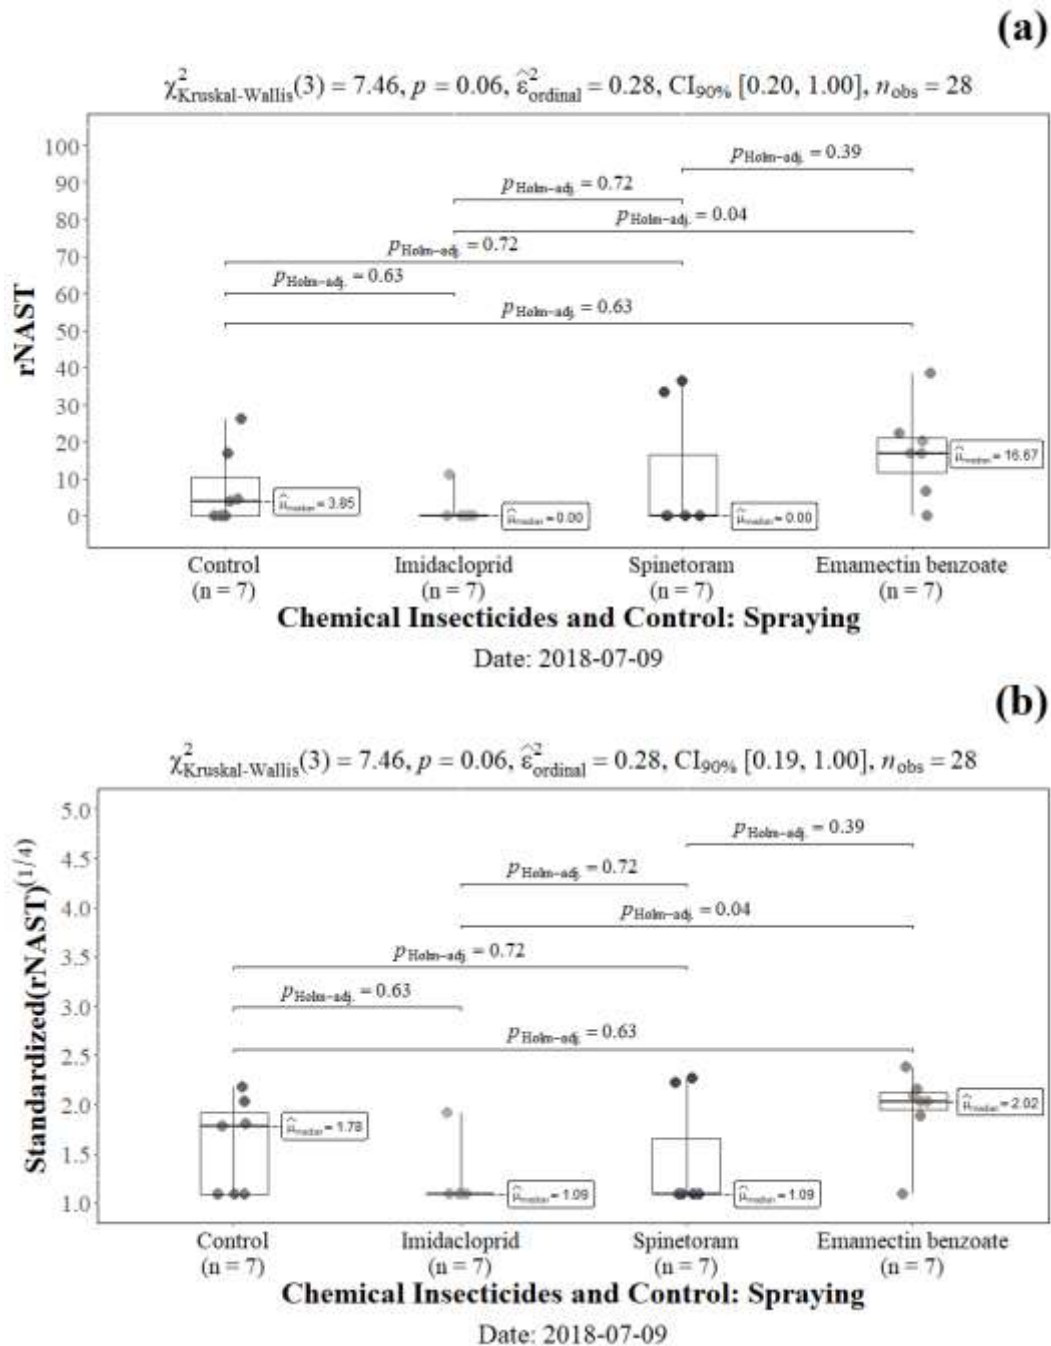 (a)
χ²Kruskal-Wallis(3) = 7.46, p = 0.06, ε̂²ordinal = 0.28, CI90% [0.20, 1.00], nobs = 28
rNAST
100
90
80
70
60
50
40
30
20
10
0
pHolm−adj. = 0.39
pHolm−adj. = 0.72
pHolm−adj. = 0.04
pHolm−adj. = 0.72
pHolm−adj. = 0.63
pHolm−adj. = 0.63
μ̂median = 3.85
μ̂median = 0.00
μ̂median = 0.00
μ̂median = 16.67
Control Imidacloprid Spinetoram Emamectin benzoate
(n = 7) (n = 7) (n = 7) (n = 7)
Chemical Insecticides and Control: Spraying
Date: 2018-07-09
(b)
χ²Kruskal-Wallis(3) = 7.46, p = 0.06, ε̂²ordinal = 0.28, CI90% [0.19, 1.00], nobs = 28
Standardized(rNAST)(1/4)
5.0
4.5
4.0
3.5
3.0
2.5
2.0
1.5
1.0
pHolm−adj. = 0.39
pHolm−adj. = 0.72
pHolm−adj. = 0.04
pHolm−adj. = 0.72
pHolm−adj. = 0.63
pHolm−adj. = 0.63
μ̂median = 1.78
μ̂median = 1.09
μ̂median = 1.09
μ̂median = 2.02
Control Imidacloprid Spinetoram Emamectin benzoate
(n = 7) (n = 7) (n = 7) (n = 7)
Chemical Insecticides and Control: Spraying
Date: 2018-07-09